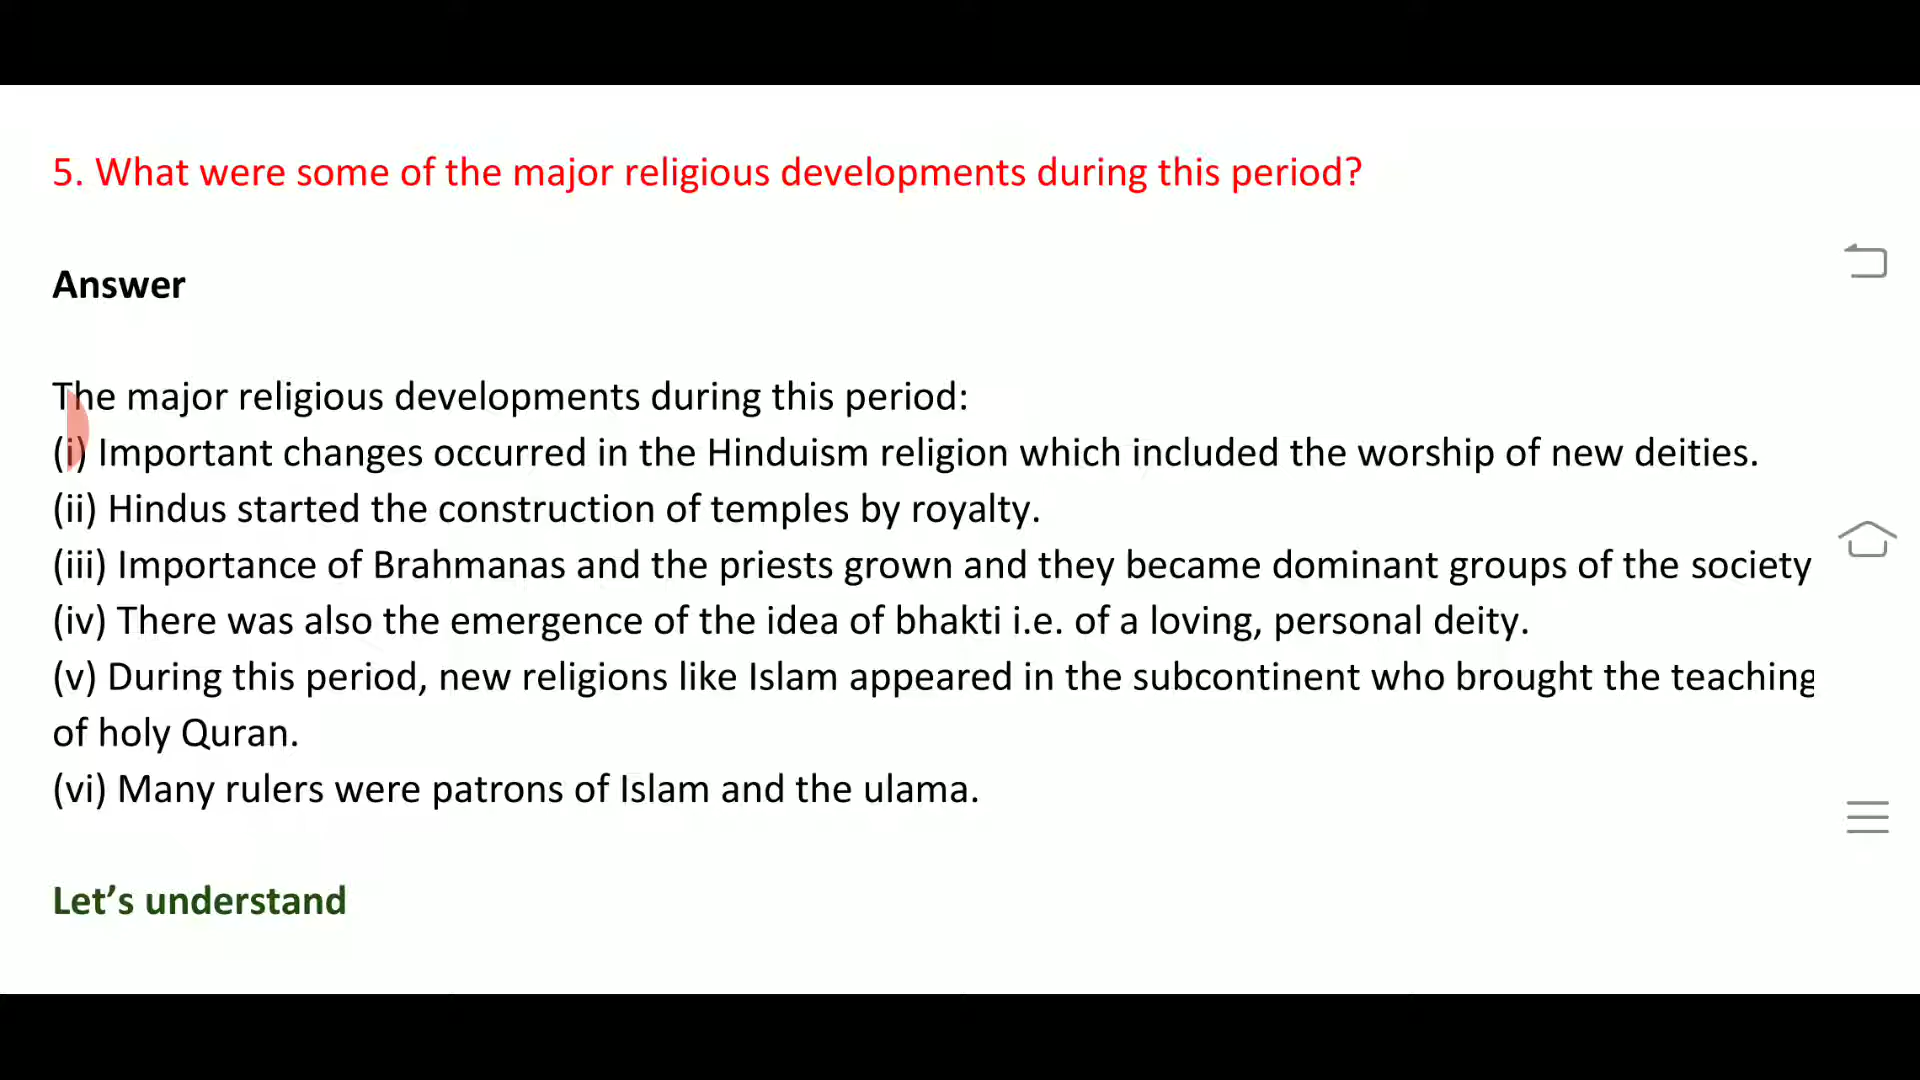 5. What were some of the major religious developments during this period?
Answer
The major religious developments during this period:
(i) Important changes occurred in the Hinduism religion which included the worship of new deities.
(ii) Hindus started the construction of temples by royalty.
(iii) Importance of Brahmanas and the priests grown and they became dominant groups of the society
(iv) There was also the emergence of the idea of bhakti i.e. of a loving, personal deity.
(v) During this period, new religions like Islam appeared in the subcontinent who brought the teaching
of holy Quran.
(vi) Many rulers were patrons of Islam and the ulama.
Let’s understand